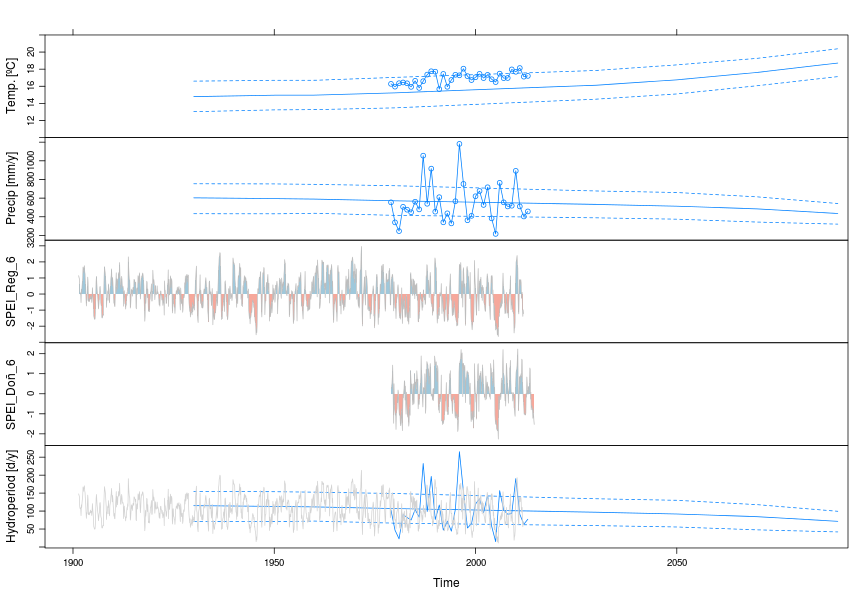 Temp. [ºC]
12 14 16 18 20
Precip [mm/y]
200 400 600 800 1000
SPEI_Reg_6
-2 -1 0 1 2 3
SPEI_Doñ_6
-2 -1 0 1 2
Hydroperiod [d/y]
50 100 150 200 250
1900 1950 2000 2050
Time